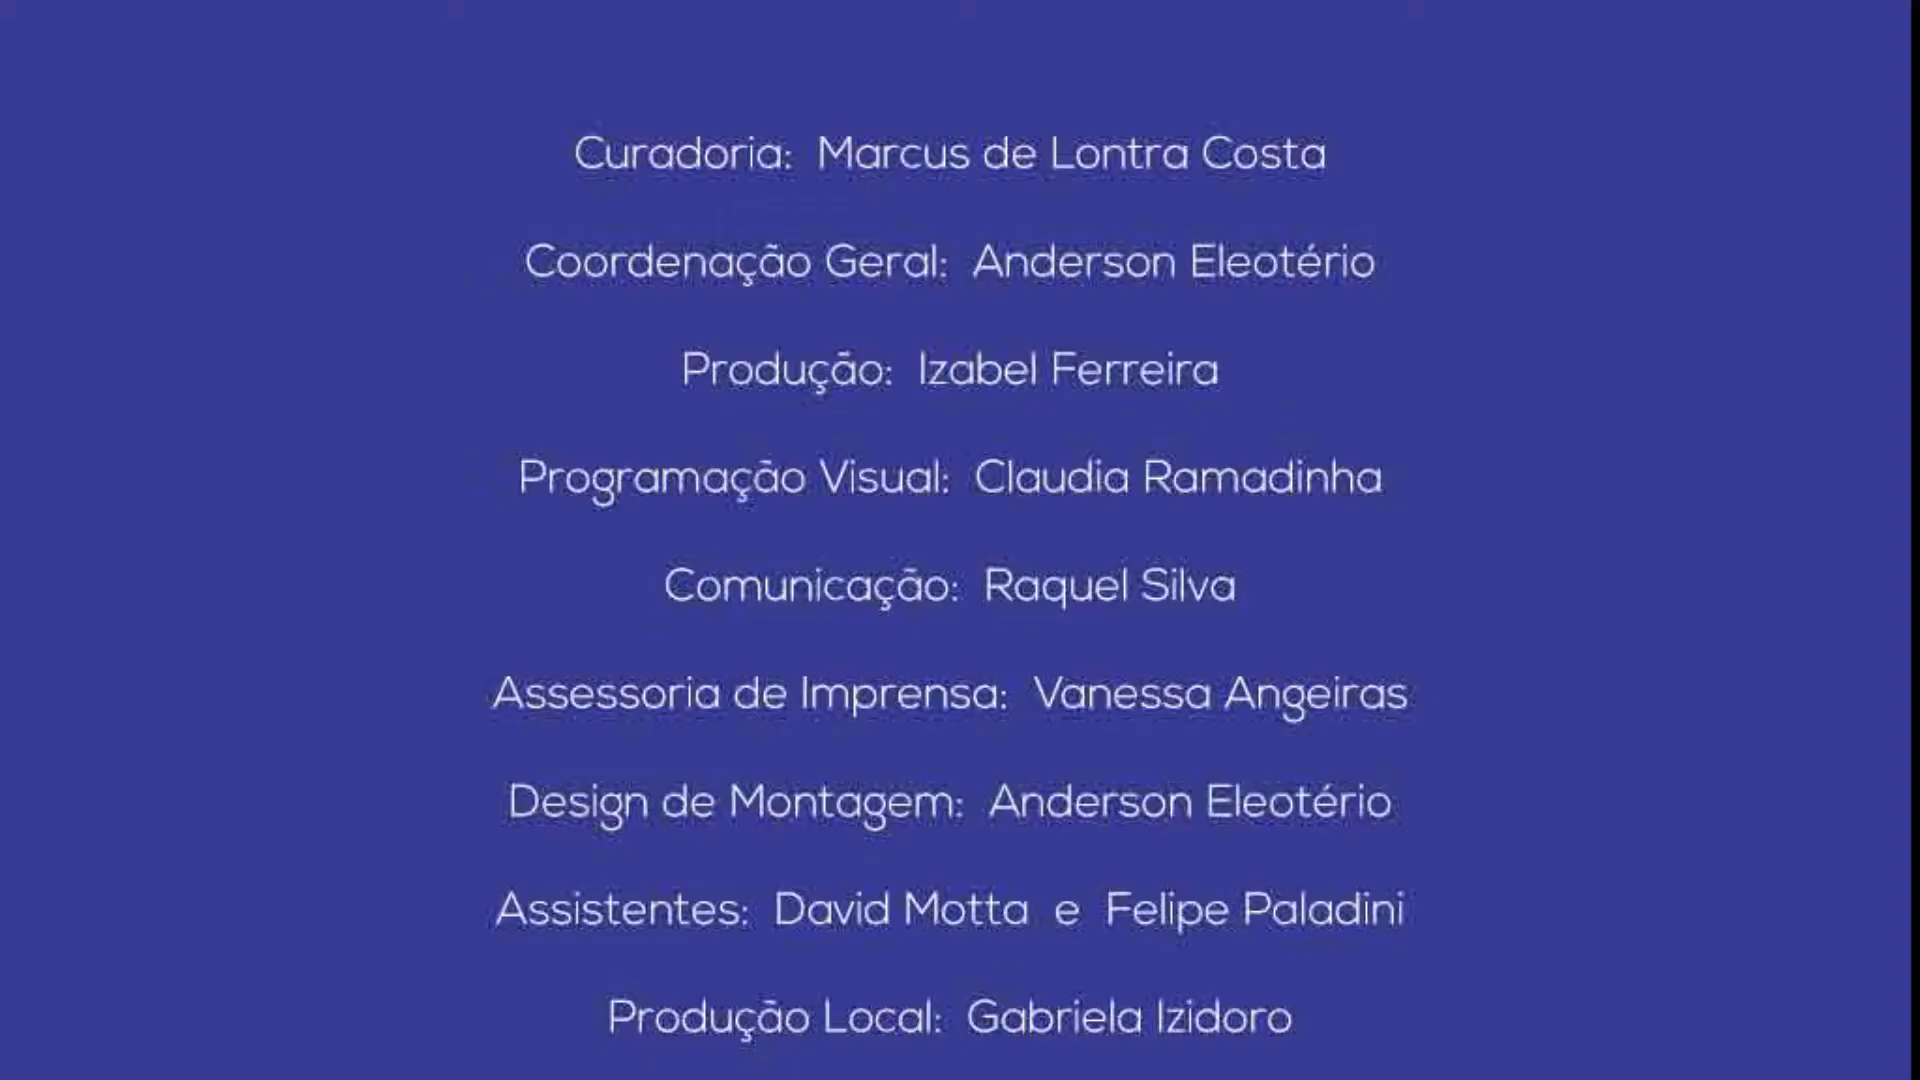 Curadoria: Marcus de Lontra Costa
Coordenação Geral: Anderson Eleotério
Produção: Izabel Ferreira
Programação Visual: Claudia Ramadinha
Comunicação: Raquel Silva
Assessoria de Imprensa: Vanessa Angeiras
Design de Montagem: Anderson Eleotério
Assistentes: David Motta e Felipe Paladini
Produção Local: Gabriela Izidoro